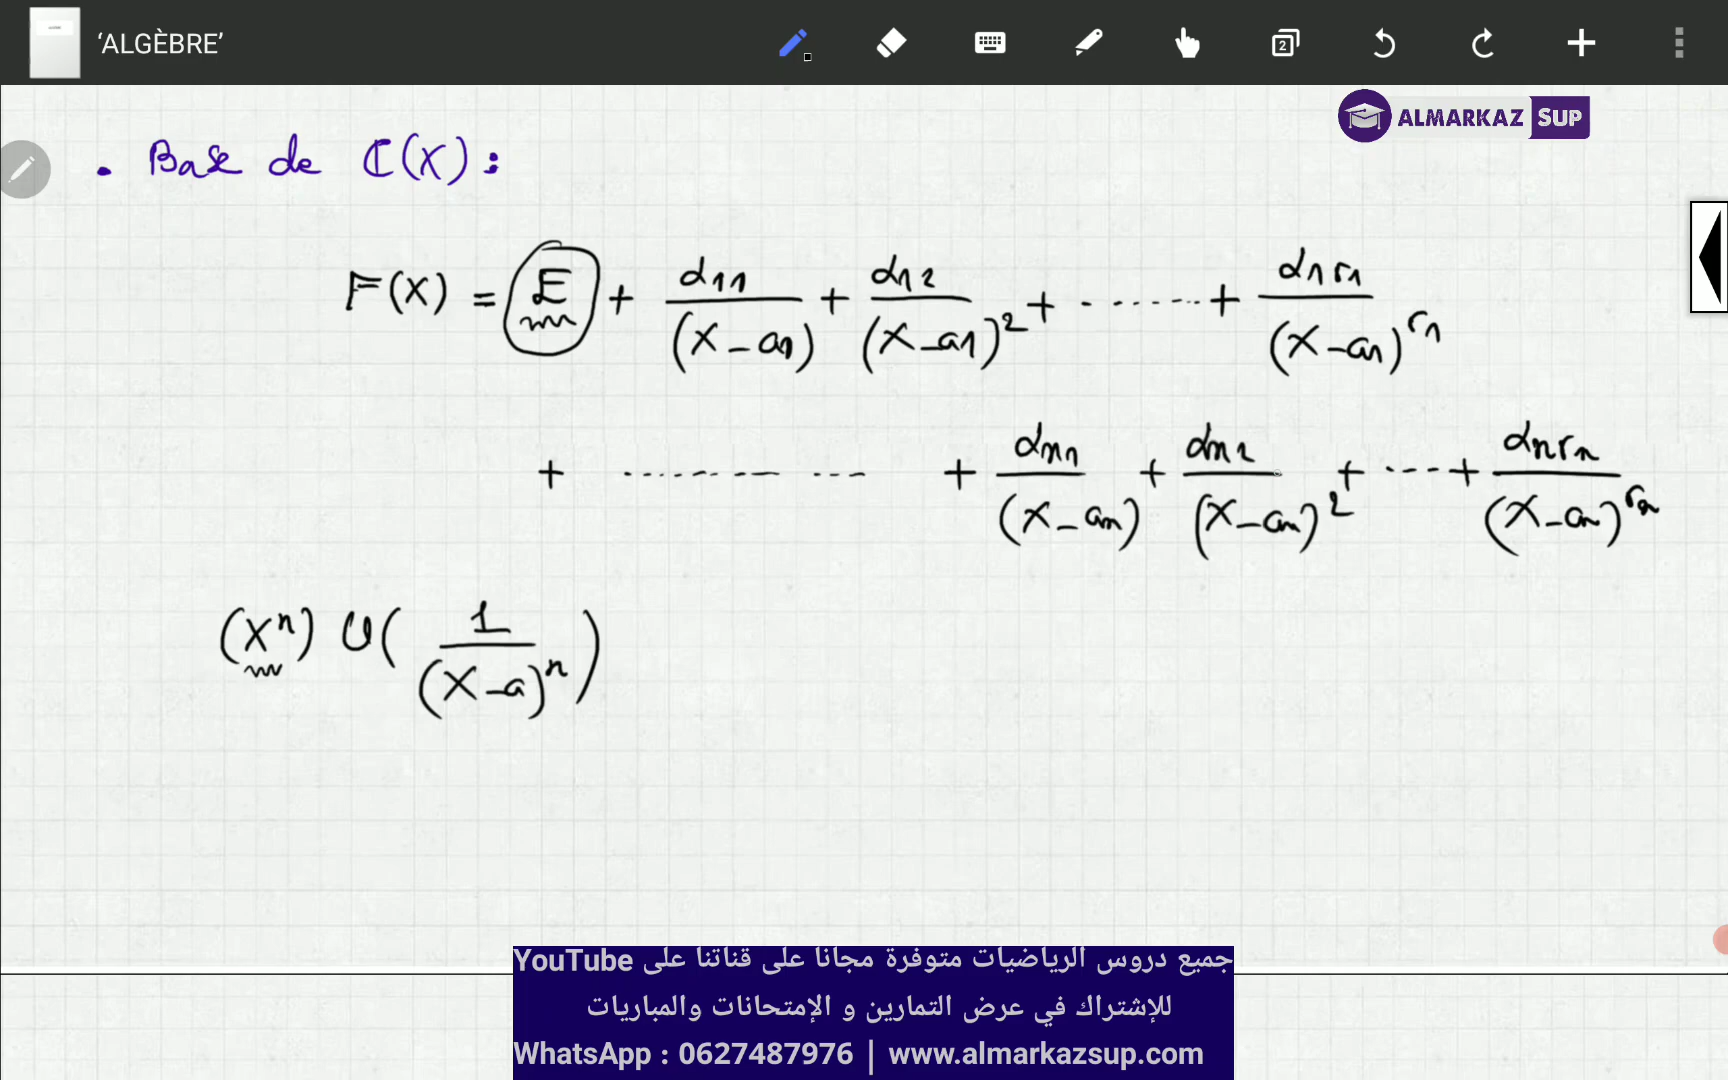 ‘ALGÈBRE’
2
ALMARKAZ SUP
. Base de ℂ(X) :
F(X) = E + α11/(X-a1) + α12/(X-a1)² + ······ + α1r1/(X-a1)^r1
+ ··············· + αn1/(X-an) + αn2/(X-an)² + ···· + αnrn/(X-an)^rn
(X^n) ∪ ( 1/(X-a)^n )
جميع دروس الرياضيات متوفرة مجانا على قناتنا على YouTube
للإشتراك في عرض التمارين و الإمتحانات والمباريات
WhatsApp : 0627487976 | www.almarkazsup.com